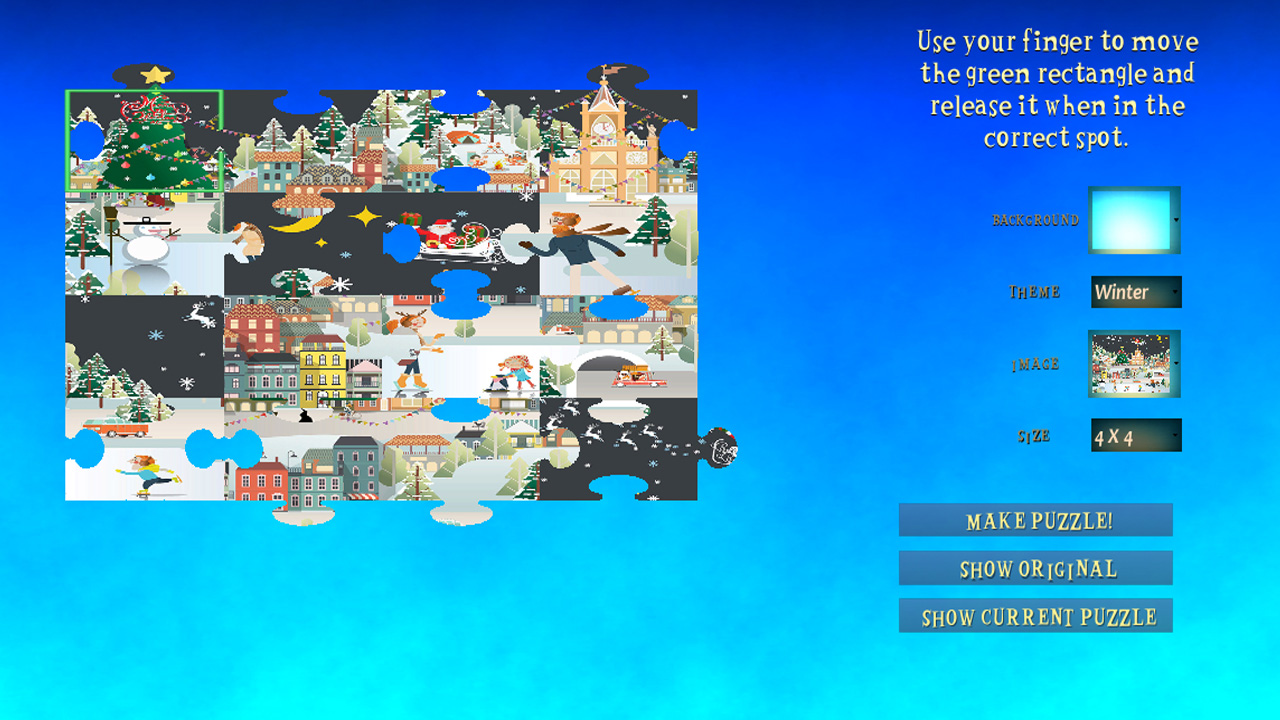 Use your finger to move
the green rectangle and
release it when in the
correct spot.
BACKGROUND
THEME
Winter
IMAGE
SIZE
4 X 4
MAKE PUZZLE!
SHOW ORIGINAL
SHOW CURRENT PUZZLE